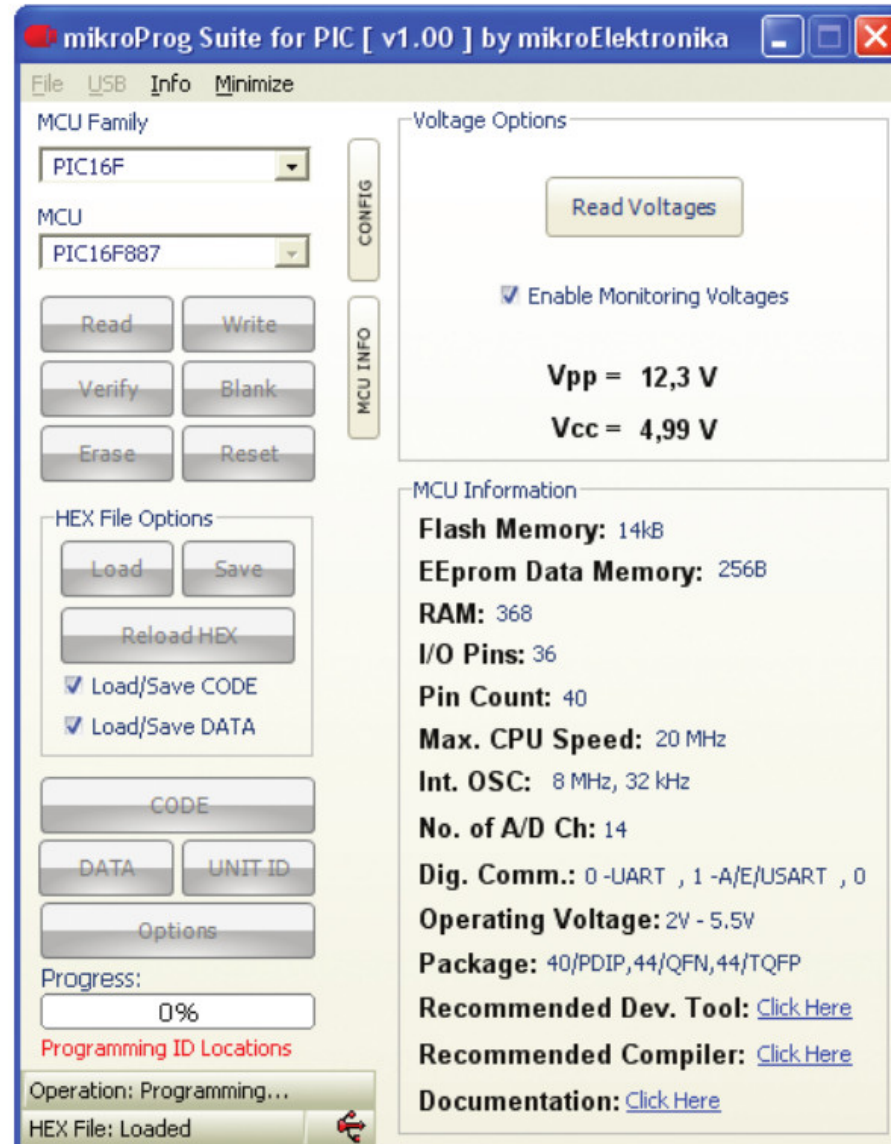 mikroProg Suite for PIC [ v1.00 ] by mikroElektronika
File USB Info Minimize
MCU Family
PIC16F
MCU
PIC16F887
Read Write
Verify Blank
Erase Reset
HEX File Options
Load Save
Reload HEX
Load/Save CODE
Load/Save DATA
CODE
DATA UNIT ID
Options
Progress:
0%
Programming ID Locations
Operation: Programming...
HEX File: Loaded
CONFIG
MCU INFO
Voltage Options
Read Voltages
Enable Monitoring Voltages
Vpp = 12,3 V
Vcc = 4,99 V
MCU Information
Flash Memory: 14kB
EEprom Data Memory: 256B
RAM: 368
I/O Pins: 36
Pin Count: 40
Max. CPU Speed: 20 MHz
Int. OSC: 8 MHz, 32 kHz
No. of A/D Ch: 14
Dig. Comm.: 0 -UART , 1 -A/E/USART , 0
Operating Voltage: 2V - 5.5V
Package: 40/PDIP,44/QFN,44/TQFP
Recommended Dev. Tool: Click Here
Recommended Compiler: Click Here
Documentation: Click Here